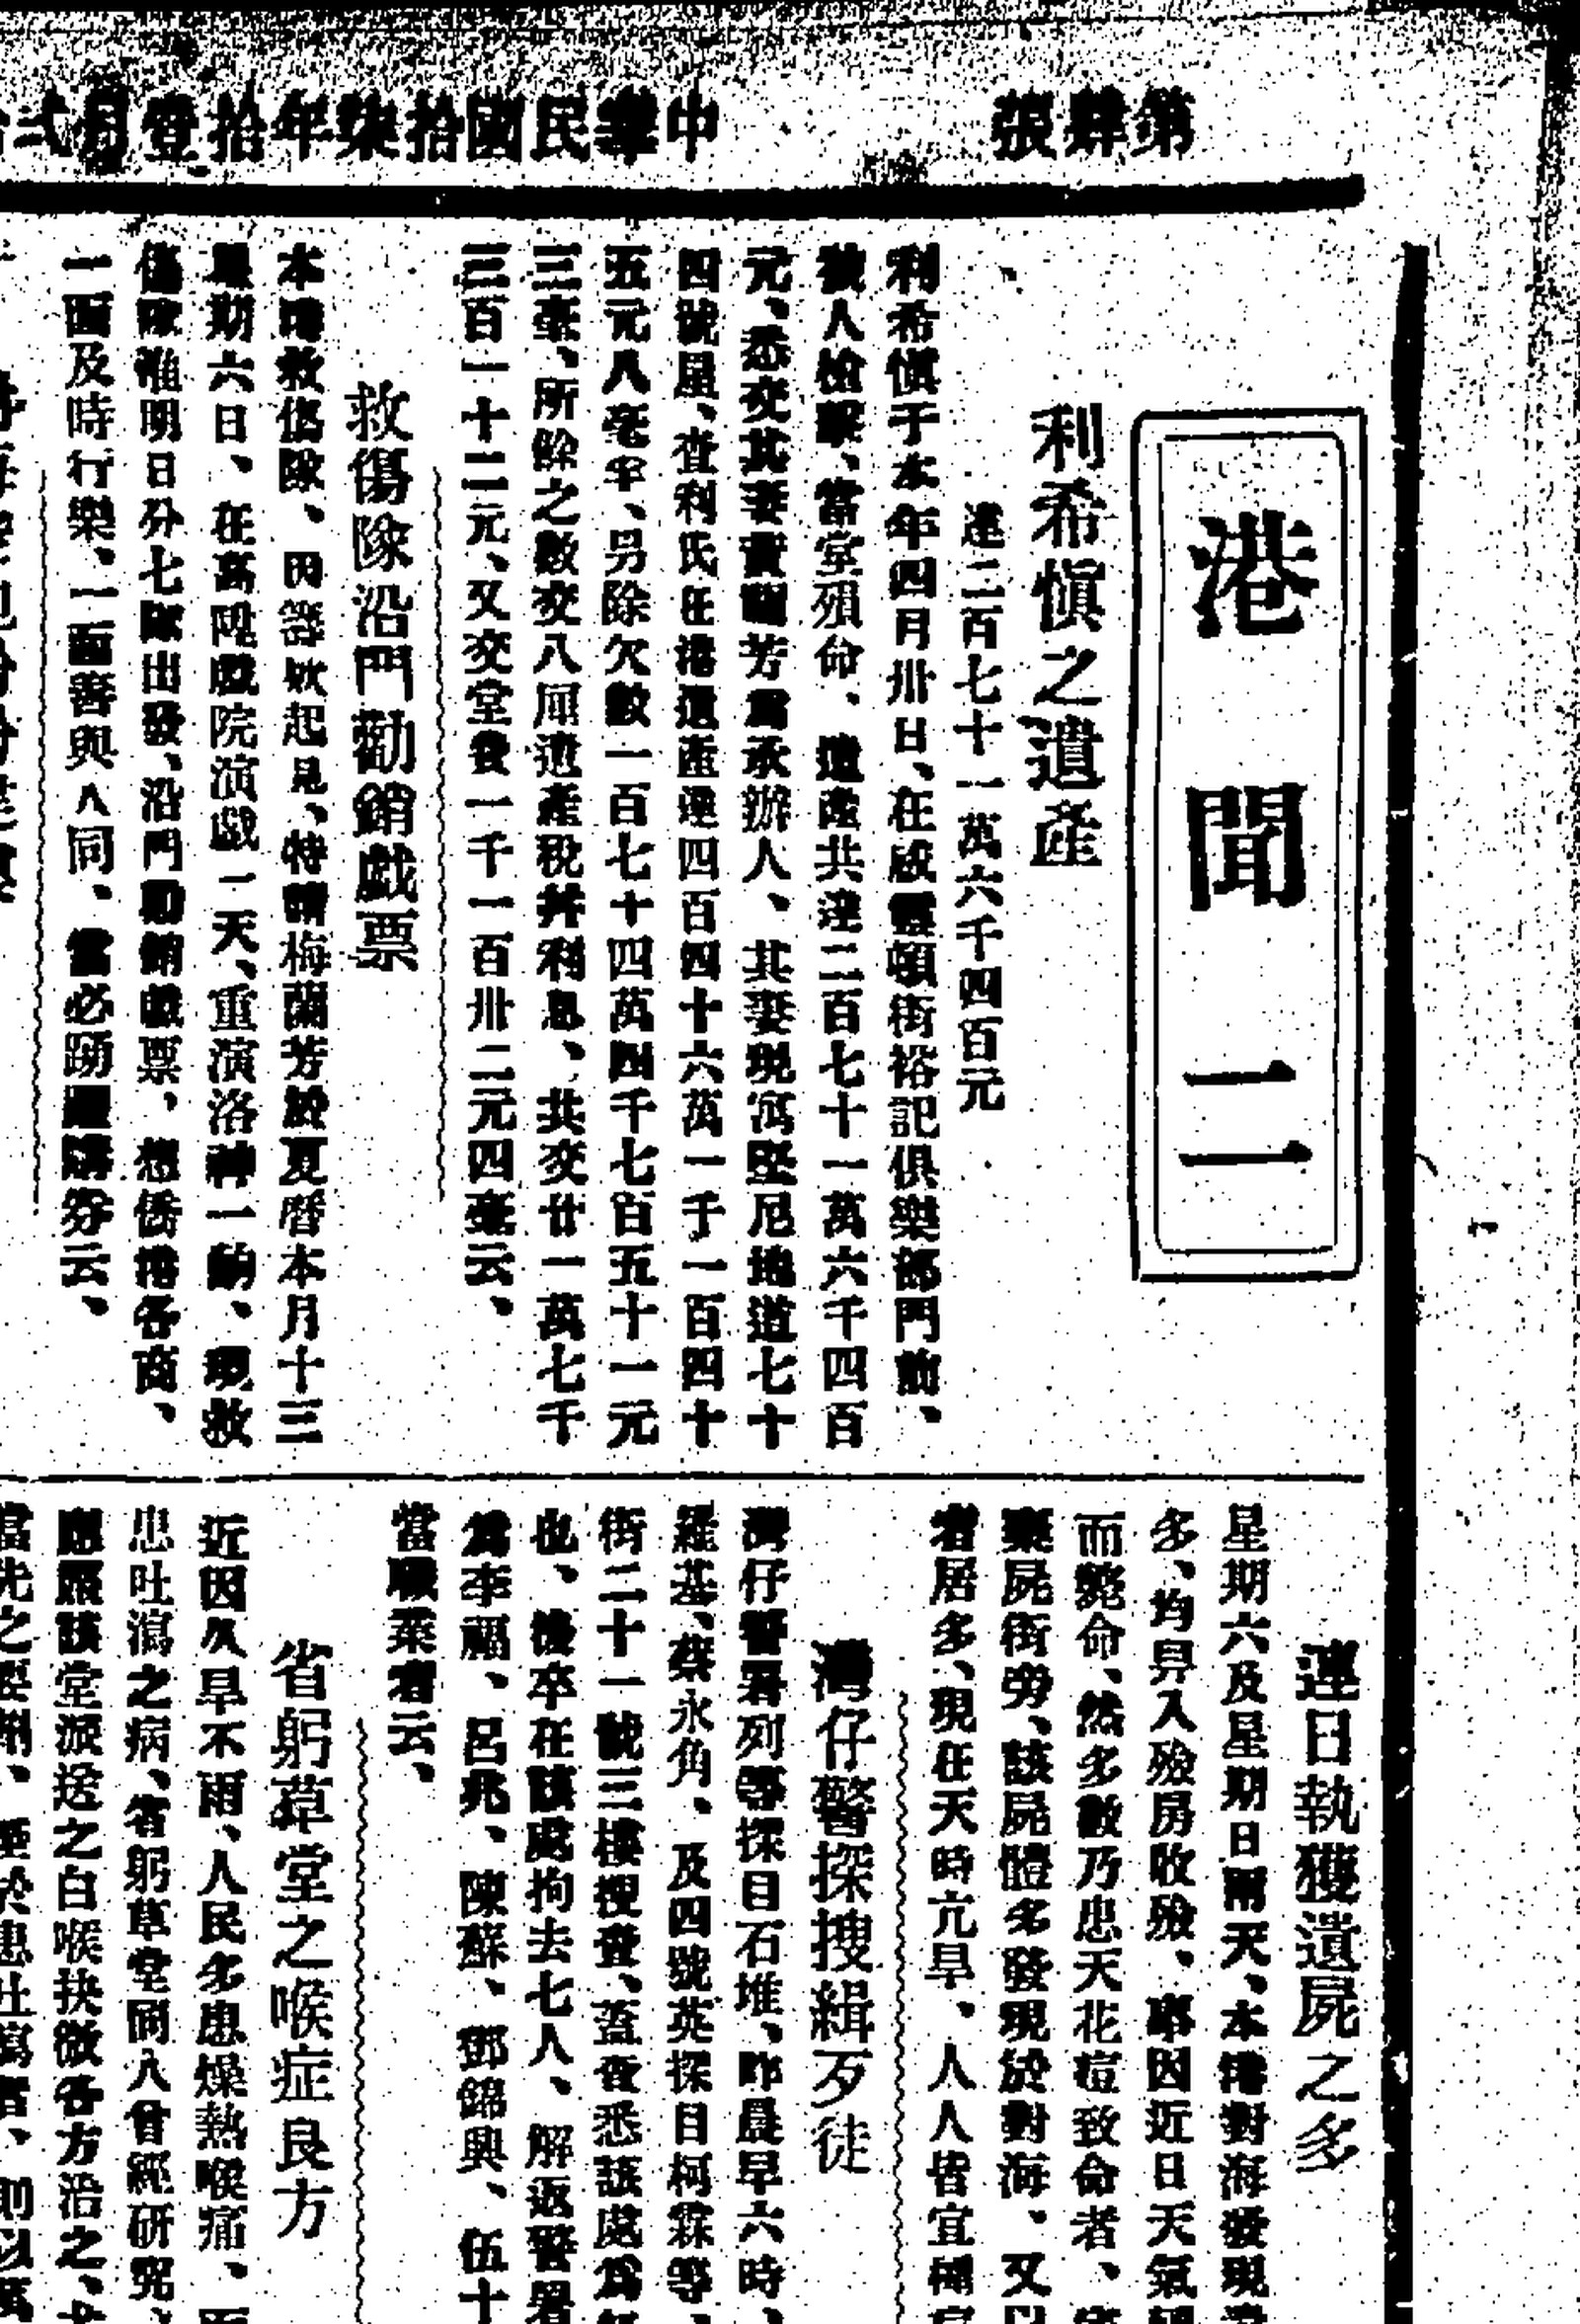 第肆張
中華民國拾柒年拾壹月弍
港聞二
利希慎之遺產
達二百七十一萬六千四百元
利希慎于本年四月卅日、在威靈頓街裕記俱樂部門前、
被人槍擊、當堂殞命、遺產共達二百七十一萬六千四百
元、悉交其妻黃蘭芳爲承辦人、其妻現寓堅尼地道七十
四號屋、查利氏在港遺產達四百四十六萬一千一百四十
五元八毫半、另除欠數一百七十四萬四千七百五十一元
三毫、所餘之數交八厘遺產稅并利息、共交廿一萬七千
三百一十二元、又交堂費一千一百卅二元四毫云、
救傷隊沿門勸銷戲票
本港救傷隊、因籌欵起見、特請梅蘭芳於夏曆本月十三
星期六日、在高陞戲院演戲一天、重演洛神一齣、現救
傷隊准明日分七隊出發、沿門勸銷戲票、想僑港各商、
一面及時行樂、一面善與人同、當必踴躍購券云、
連日執獲遺屍之多
星期六及星期日兩天、本港對海發現
多、均舁入殮房收殮、事因近日天氣
而斃命、然多數乃患天花痘致命者、
棄屍街旁、該屍體多發現於對海、又以
者居多、現在天時亢旱、人人皆宜
灣仔警探搜緝歹徒
灣仔警署列等探目石堆、昨晨早六時、
羅基、蔡永角、及四號英探目柯霖等、
街二十一號三樓搜查、蓋查悉該處爲
也、後卒在該處拘去七人、解返警署
爲李福、呂兆、陳蘇、鄧錦興、伍十
當職業者云、
省躬草堂之喉症良方
近因久旱不雨、人民多患燥熱喉痛、
患吐瀉之病、省躬草堂同人曾經研究、
應照該堂派送之白喉抉微各方治之、